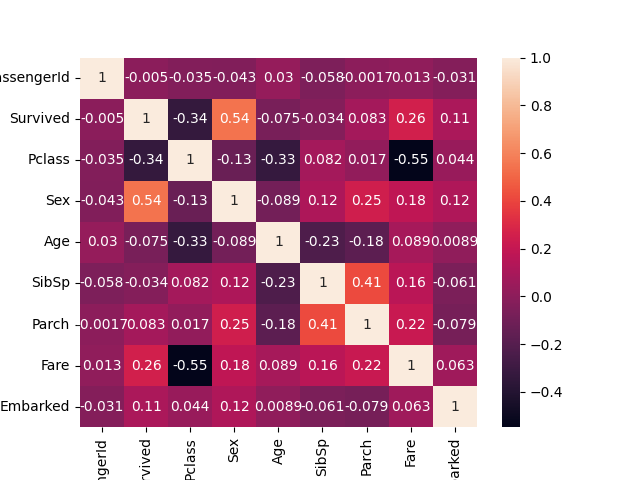 assengerId 1 -0.005 -0.035 -0.043 0.03 -0.058 -0.0017 0.013 -0.031
Survived -0.005 1 -0.34 0.54 -0.075 -0.034 0.083 0.26 0.11
Pclass -0.035 -0.34 1 -0.13 -0.33 0.082 0.017 -0.55 0.044
Sex -0.043 0.54 -0.13 1 -0.089 0.12 0.25 0.18 0.12
Age 0.03 -0.075 -0.33 -0.089 1 -0.23 -0.18 0.089 0.0089
SibSp -0.058 -0.034 0.082 0.12 -0.23 1 0.41 0.16 -0.061
Parch -0.0017 0.083 0.017 0.25 -0.18 0.41 1 0.22 -0.079
Fare 0.013 0.26 -0.55 0.18 0.089 0.16 0.22 1 0.063
Embarked -0.031 0.11 0.044 0.12 0.0089 -0.061 -0.079 0.063 1
ngerId rvived Pclass Sex Age SibSp Parch Fare arked
1.0
0.8
0.6
0.4
0.2
0.0
−0.2
−0.4